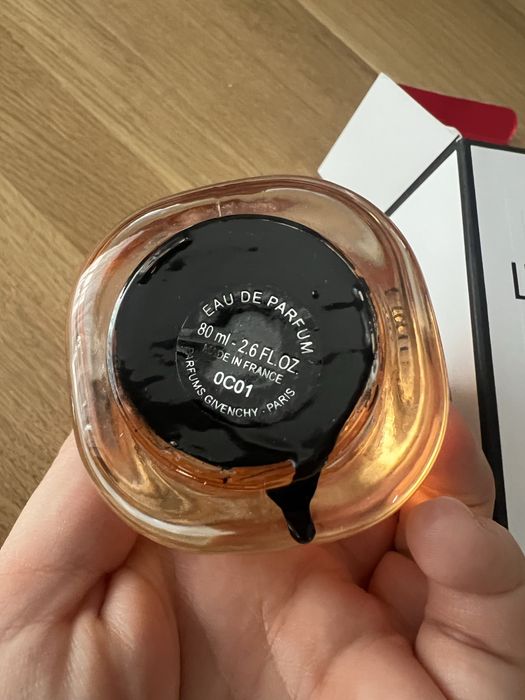 EAU DE PARFUM
80 ml - 2.6 FL.OZ.
MADE IN FRANCE
0C01
PARFUMS GIVENCHY - PARIS